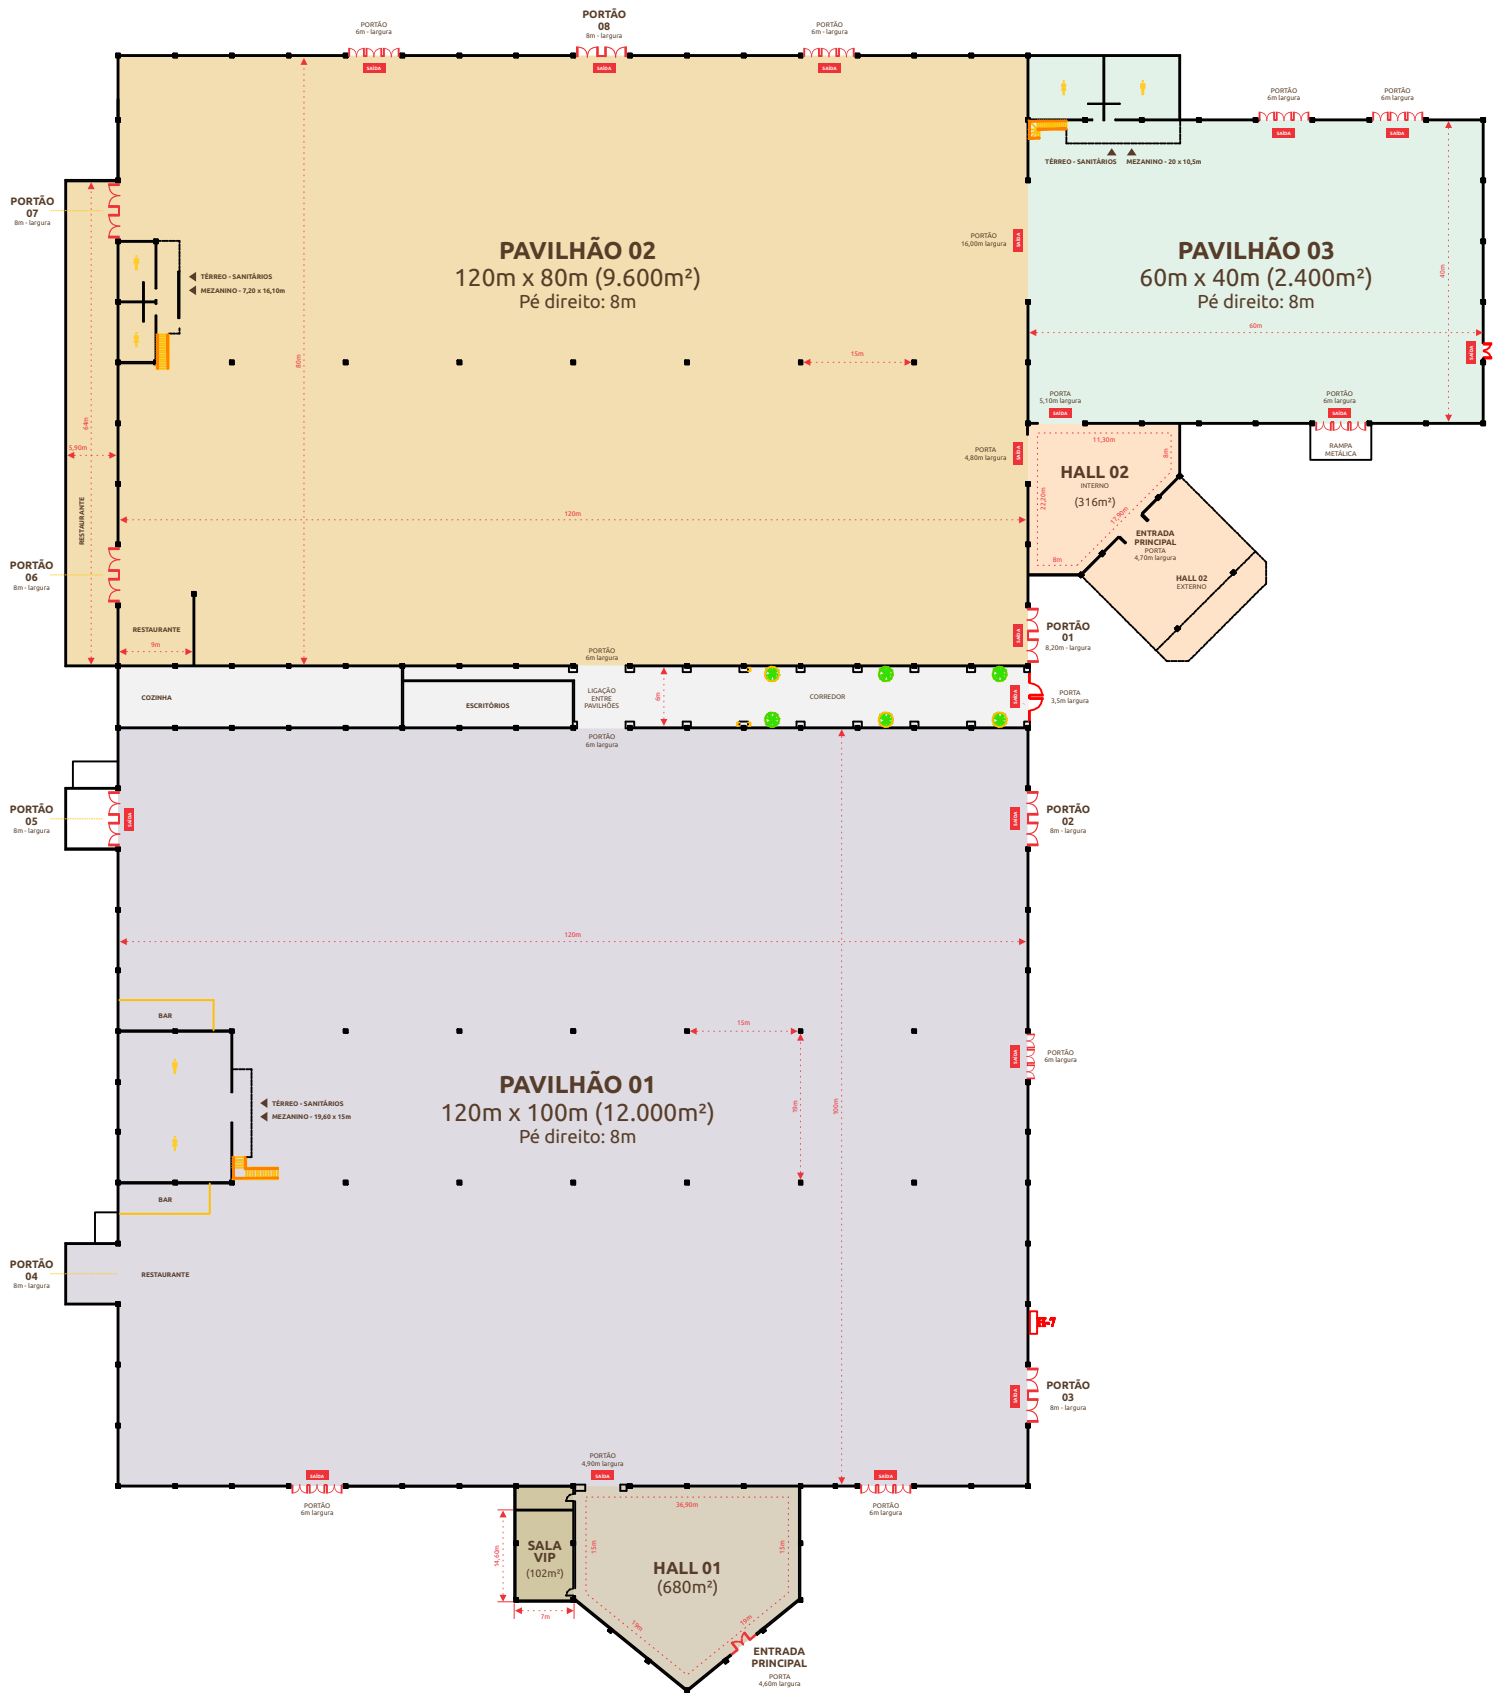 PORTÃO
6m - largura
SAÍDA
PORTÃO
08
8m - largura
SAÍDA
PORTÃO
6m - largura
SAÍDA
PORTÃO
6m largura
SAÍDA
PORTÃO
6m largura
SAÍDA
TÉRREO - SANITÁRIOS
MEZANINO - 20 x 10,5m
PORTÃO
07
8m - largura
TÉRREO - SANITÁRIOS
MEZANINO - 7,20 x 16,10m
PAVILHÃO 02
120m x 80m (9.600m²)
Pé direito: 8m
PORTÃO
16,00m largura
SAÍDA
PAVILHÃO 03
60m x 40m (2.400m²)
Pé direito: 8m
40m
60m
SAÍDA
80m
15m
64m
5,90m
RESTAURANTE
PORTA
5,10m largura
SAÍDA
PORTÃO
6m largura
SAÍDA
RAMPA
METÁLICA
PORTA
4,80m largura
SAÍDA
11,30m
8m
HALL 02
INTERNO
(316m²)
22,20m
17,90m
8m
ENTRADA
PRINCIPAL
PORTA
4,70m largura
HALL 02
EXTERNO
120m
PORTÃO
06
8m - largura
RESTAURANTE
9m
PORTÃO
6m largura
SAÍDA
PORTÃO
01
8,20m - largura
COZINHA
ESCRITÓRIOS
LIGAÇÃO
ENTRE
PAVILHÕES
6m
CORREDOR
SAÍDA
PORTA
3,5m largura
PORTÃO
6m largura
PORTÃO
05
8m - largura
SAÍDA
SAÍDA
PORTÃO
02
8m - largura
120m
BAR
15m
SAÍDA
PORTÃO
6m largura
PAVILHÃO 01
120m x 100m (12.000m²)
Pé direito: 8m
TÉRREO - SANITÁRIOS
MEZANINO - 19,60 x 15m
19m
100m
BAR
PORTÃO
04
8m - largura
RESTAURANTE
H-7
SAÍDA
PORTÃO
03
8m - largura
SAÍDA
PORTÃO
6m largura
PORTÃO
4,90m largura
SAÍDA
SAÍDA
PORTÃO
6m largura
36,90m
15m
15m
14,60m
SALA
VIP
(102m²)
7m
HALL 01
(680m²)
19m
19m
ENTRADA
PRINCIPAL
PORTA
4,60m largura